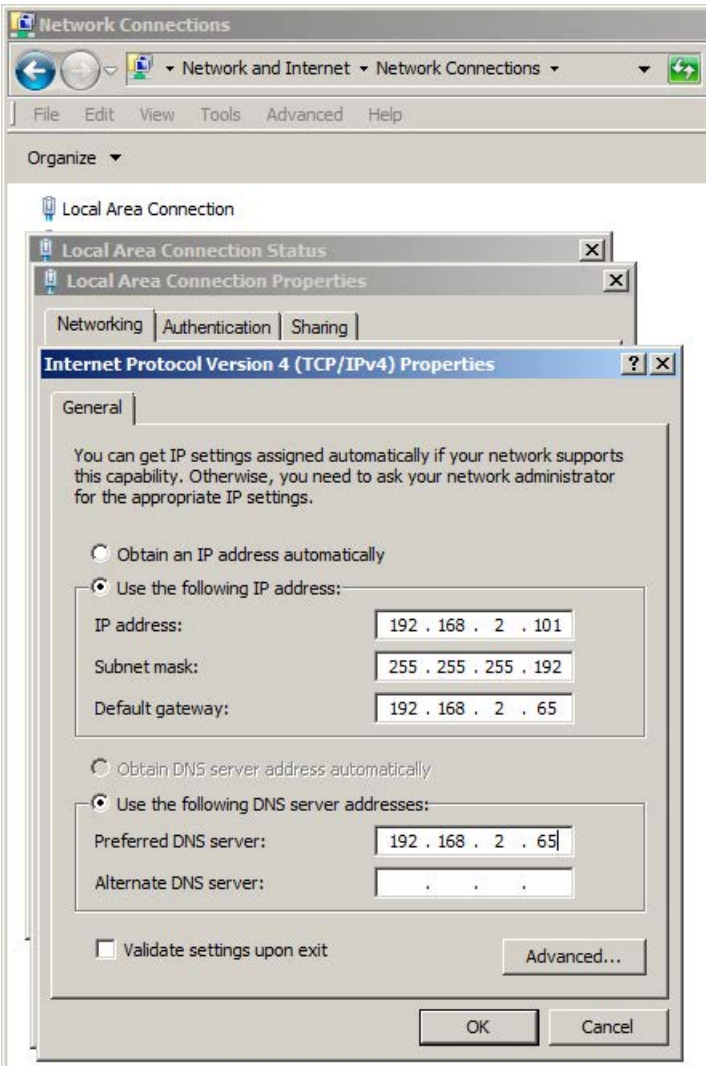 Network Connections
Network and Internet Network Connections
File Edit View Tools Advanced Help
Organize
Local Area Connection
Local Area Connection Status
Local Area Connection Properties
Networking Authentication Sharing
Internet Protocol Version 4 (TCP/IPv4) Properties
General
You can get IP settings assigned automatically if your network supports
this capability. Otherwise, you need to ask your network administrator
for the appropriate IP settings.
Obtain an IP address automatically
Use the following IP address:
IP address: 192 . 168 . 2 . 101
Subnet mask: 255 . 255 . 255 . 192
Default gateway: 192 . 168 . 2 . 65
Obtain DNS server address automatically
Use the following DNS server addresses:
Preferred DNS server: 192 . 168 . 2 . 65
Alternate DNS server: . . .
Validate settings upon exit
Advanced...
OK Cancel